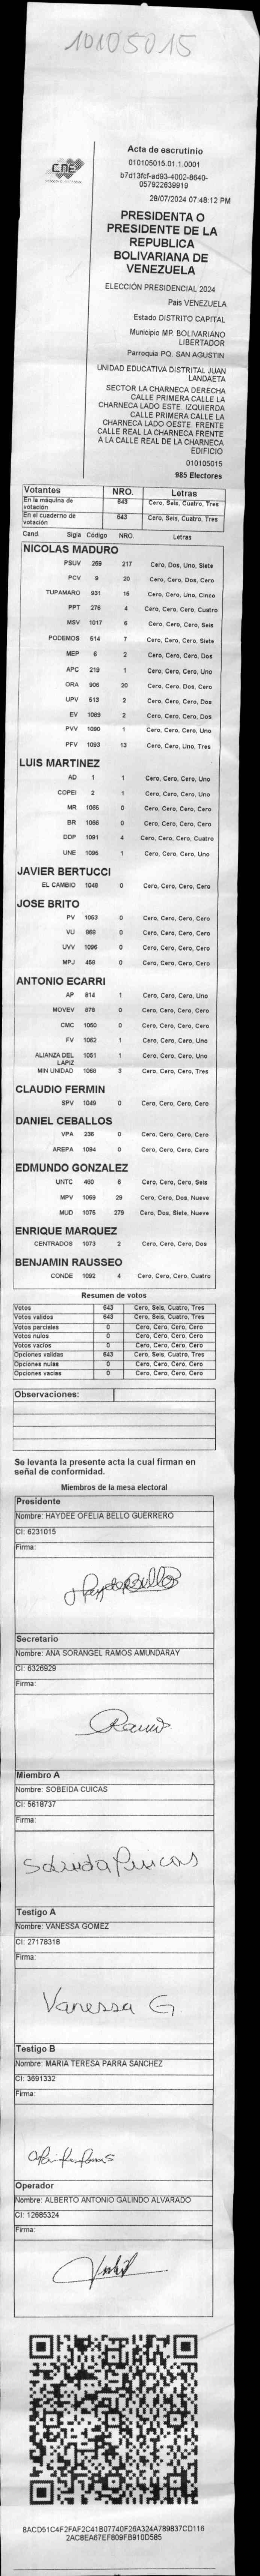 10105015
CNE
Acta de escrutinio
010105015.01.1.0001
b7d13fcf-ad93-4002-8640-
057922639919
28/07/2024 07:48:12 PM
PRESIDENTA O
PRESIDENTE DE LA
REPUBLICA
BOLIVARIANA DE
VENEZUELA
ELECCIÓN PRESIDENCIAL 2024
Pais VENEZUELA
Estado DISTRITO CAPITAL
Municipio MP. BOLIVARIANO
LIBERTADOR
Parroquia PQ. SAN AGUSTIN
UNIDAD EDUCATIVA DISTRITAL JUAN
LANDAETA
SECTOR LA CHARNECA DERECHA
CALLE PRIMERA CALLE LA
CHARNECA LADO ESTE. IZQUIERDA
CALLE PRIMERA CALLE LA
CHARNECA LADO OESTE. FRENTE
CALLE REAL LA CHARNECA FRENTE
A LA CALLE REAL DE LA CHARNECA
EDIFICIO
010105015
985 Electores
Votantes NRO. Letras
En la máquina de votación 643 Cero, Seis, Cuatro, Tres
En el cuaderno de votación 643 Cero, Seis, Cuatro, Tres
Cand. Sigla Código NRO. Letras
NICOLAS MADURO
PSUV 269 217 Cero, Dos, Uno, Siete
PCV 9 20 Cero, Cero, Dos, Cero
TUPAMARO 931 15 Cero, Cero, Uno, Cinco
PPT 276 4 Cero, Cero, Cero, Cuatro
MSV 1017 6 Cero, Cero, Cero, Seis
PODEMOS 514 7 Cero, Cero, Cero, Siete
MEP 6 2 Cero, Cero, Cero, Dos
APC 219 1 Cero, Cero, Cero, Uno
ORA 906 20 Cero, Cero, Dos, Cero
UPV 613 2 Cero, Cero, Cero, Dos
EV 1089 2 Cero, Cero, Cero, Dos
PVV 1090 1 Cero, Cero, Cero, Uno
PFV 1093 13 Cero, Cero, Uno, Tres
LUIS MARTINEZ
AD 1 1 Cero, Cero, Cero, Uno
COPEI 2 1 Cero, Cero, Cero, Uno
MR 1065 0 Cero, Cero, Cero, Cero
BR 1066 0 Cero, Cero, Cero, Cero
DDP 1091 4 Cero, Cero, Cero, Cuatro
UNE 1095 1 Cero, Cero, Cero, Uno
JAVIER BERTUCCI
EL CAMBIO 1048 0 Cero, Cero, Cero, Cero
JOSE BRITO
PV 1053 0 Cero, Cero, Cero, Cero
VU 968 0 Cero, Cero, Cero, Cero
UVV 1096 0 Cero, Cero, Cero, Cero
MPJ 458 0 Cero, Cero, Cero, Cero
ANTONIO ECARRI
AP 814 1 Cero, Cero, Cero, Uno
MOVEV 878 0 Cero, Cero, Cero, Cero
CMC 1050 0 Cero, Cero, Cero, Cero
FV 1062 1 Cero, Cero, Cero, Uno
ALIANZA DEL LAPIZ 1051 1 Cero, Cero, Cero, Uno
MIN UNIDAD 1068 3 Cero, Cero, Cero, Tres
CLAUDIO FERMIN
SPV 1049 0 Cero, Cero, Cero, Cero
DANIEL CEBALLOS
VPA 236 0 Cero, Cero, Cero, Cero
AREPA 1094 0 Cero, Cero, Cero, Cero
EDMUNDO GONZALEZ
UNTC 460 6 Cero, Cero, Cero, Seis
MPV 1069 29 Cero, Cero, Dos, Nueve
MUD 1075 279 Cero, Dos, Siete, Nueve
ENRIQUE MARQUEZ
CENTRADOS 1073 2 Cero, Cero, Cero, Dos
BENJAMIN RAUSSEO
CONDE 1092 4 Cero, Cero, Cero, Cuatro
Resumen de votos
Votos 643 Cero, Seis, Cuatro, Tres
Votos validos 643 Cero, Seis, Cuatro, Tres
Votos parciales 0 Cero, Cero, Cero, Cero
Votos nulos 0 Cero, Cero, Cero, Cero
Votos vacios 0 Cero, Cero, Cero, Cero
Opciones validas 643 Cero, Seis, Cuatro, Tres
Opciones nulas 0 Cero, Cero, Cero, Cero
Opciones vacias 0 Cero, Cero, Cero, Cero
Observaciones:
Se levanta la presente acta la cual firman en
señal de conformidad.
Miembros de la mesa electoral
Presidente
Nombre: HAYDEE OFELIA BELLO GUERRERO
CI: 6231015
Firma:
Secretario
Nombre: ANA SORANGEL RAMOS AMUNDARAY
CI: 6326929
Firma:
Miembro A
Nombre: SOBEIDA CUICAS
CI: 5618737
Firma:
Testigo A
Nombre: VANESSA GOMEZ
CI: 27178318
Firma:
Vanessa G
Testigo B
Nombre: MARIA TERESA PARRA SANCHEZ
CI: 3691332
Firma:
Operador
Nombre: ALBERTO ANTONIO GALINDO ALVARADO
CI: 12685324
Firma:
8ACD51C4F2FAF2C41B07740F26A324A789837CD116
2AC8EA67EF809FB910D585